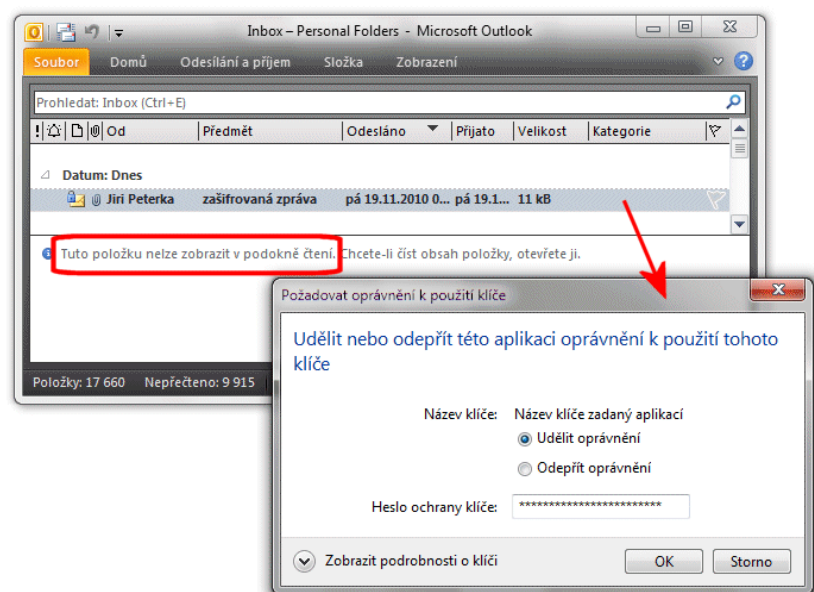 Inbox – Personal Folders - Microsoft Outlook
Soubor Domů Odesílání a příjem Složka Zobrazení
Prohledat: Inbox (Ctrl+E)
! Od Předmět Odesláno Přijato Velikost Kategorie
Datum: Dnes
Jiri Peterka zašifrovaná zpráva pá 19.11.2010 0... pá 19.1... 11 kB
Tuto položku nelze zobrazit v podokně čtení. Chcete-li číst obsah položky, otevřete ji.
Položky: 17 660 Nepřečteno: 9 915
Požadovat oprávnění k použití klíče
Udělit nebo odepřít této aplikaci oprávnění k použití tohoto
klíče
Název klíče: Název klíče zadaný aplikací
Udělit oprávnění
Odepřít oprávnění
Heslo ochrany klíče: ************************
Zobrazit podrobnosti o klíči OK Storno